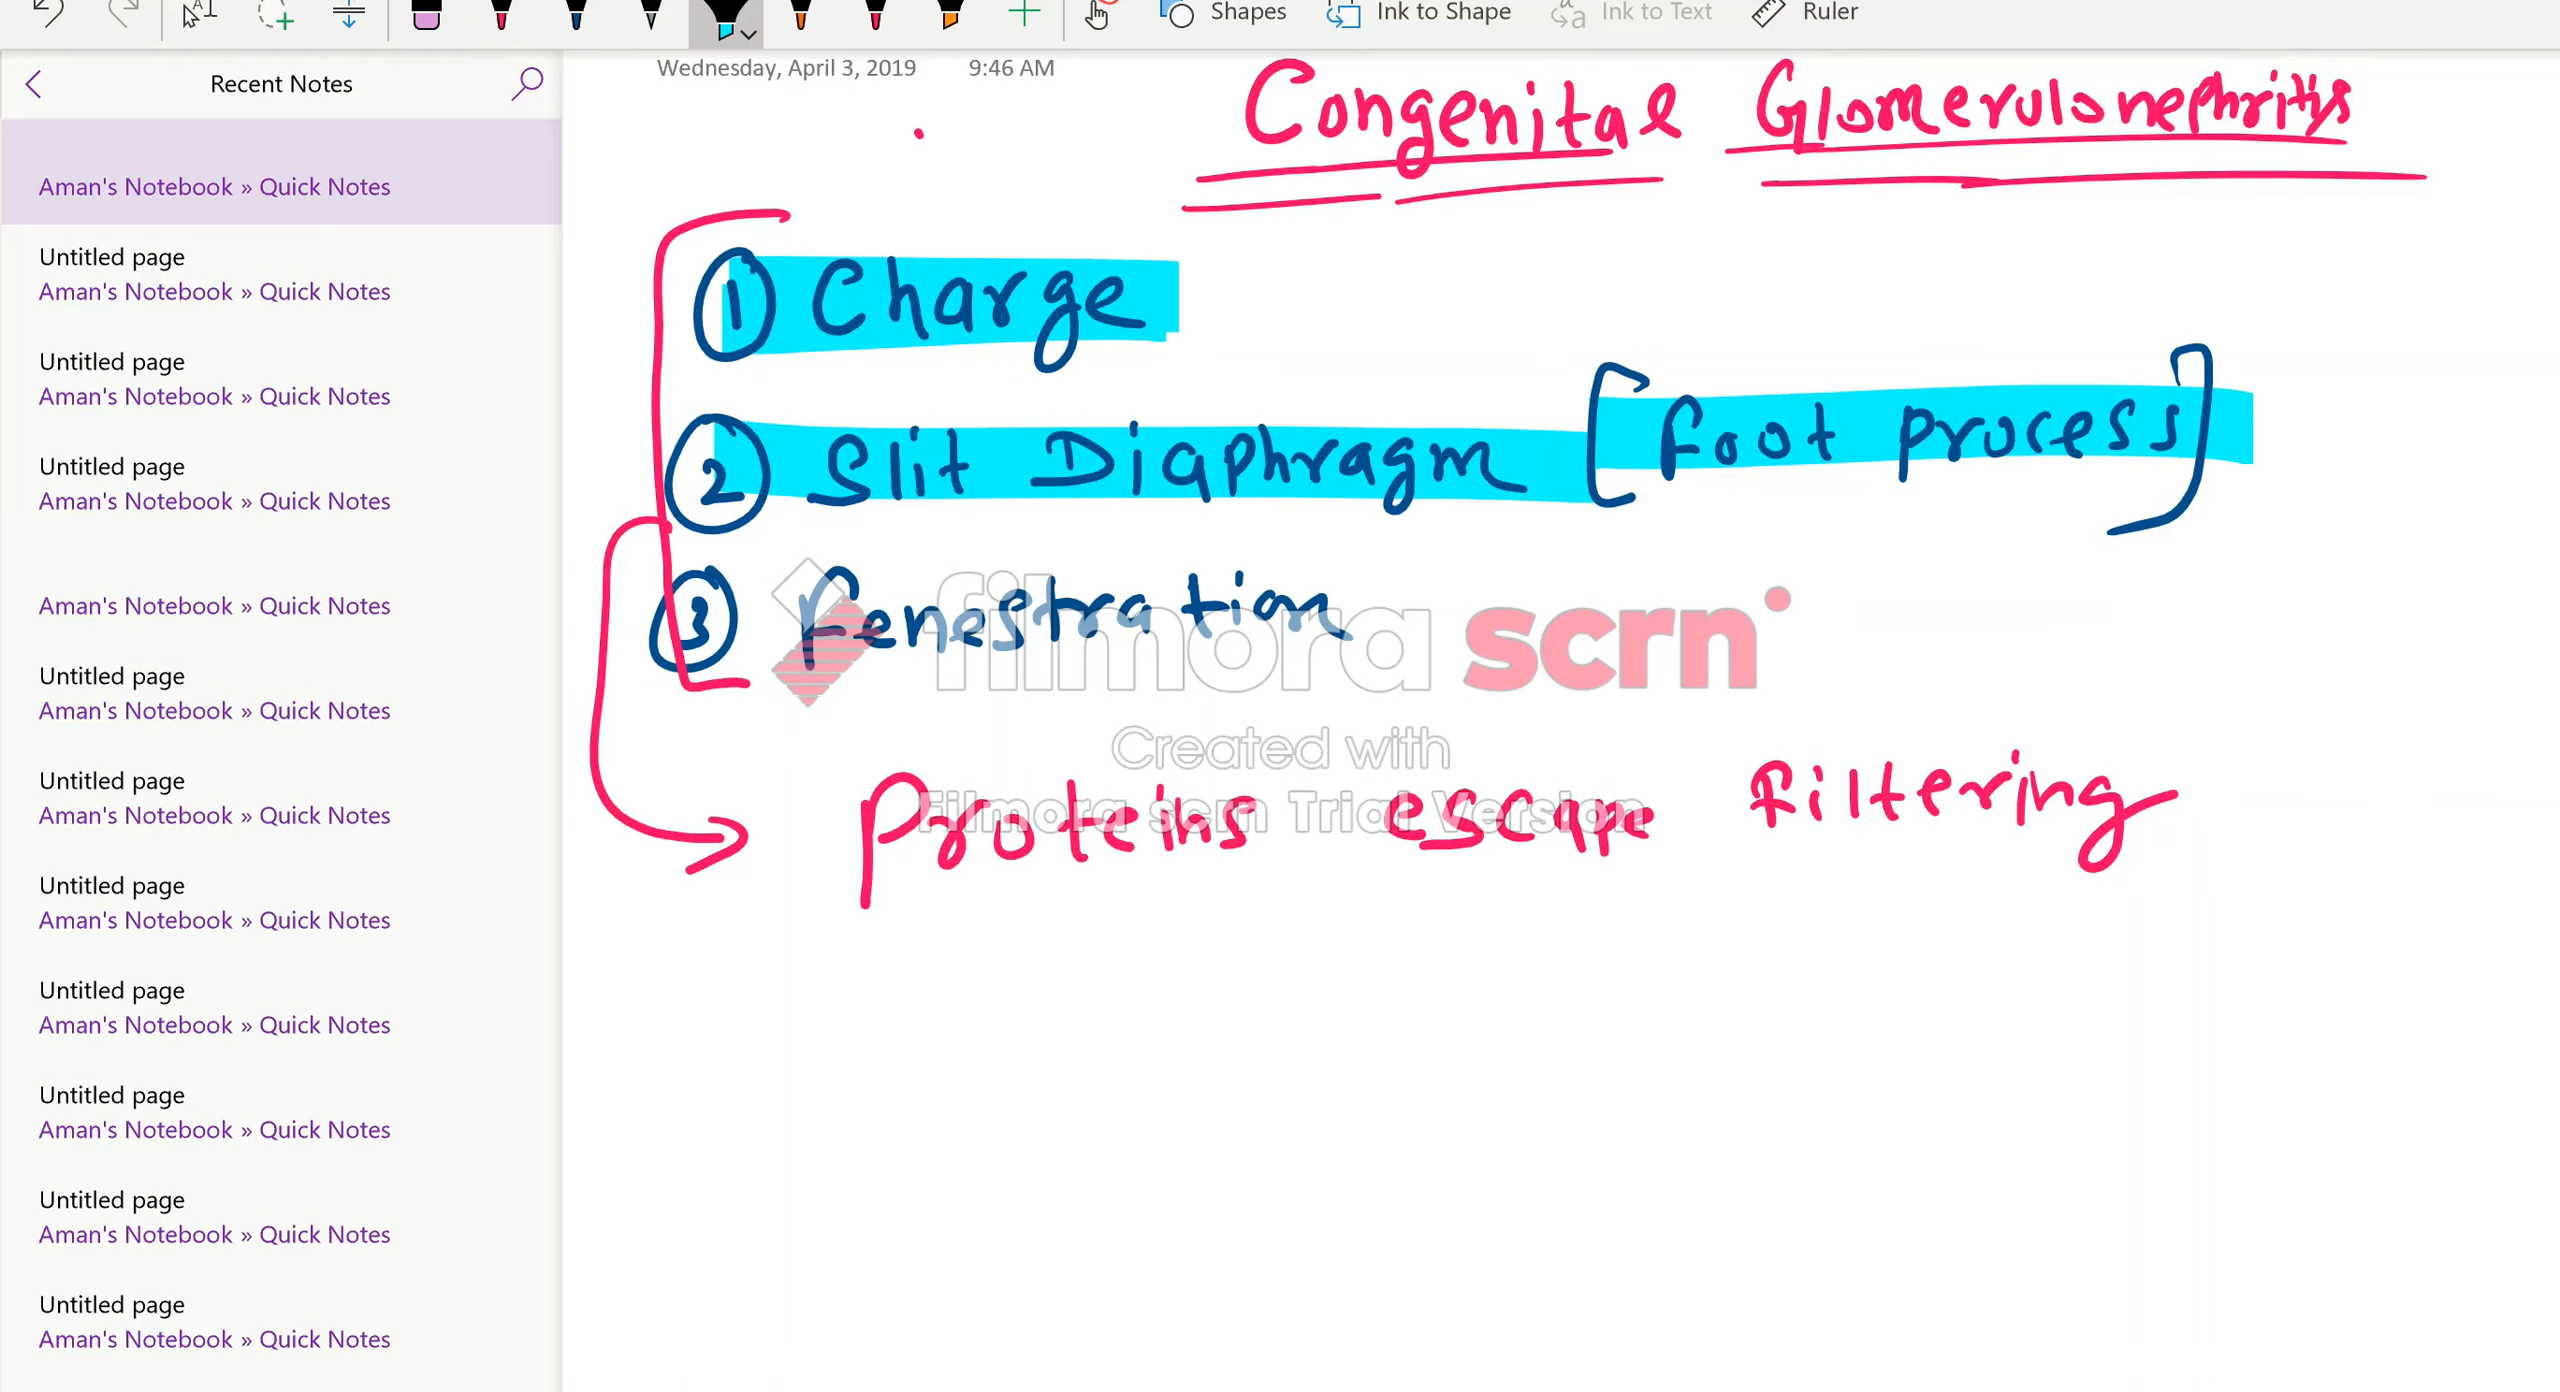 Shapes Ink to Shape Ink to Text Ruler
Recent Notes
Wednesday, April 3, 2019 9:46 AM
Congenital Glomerulonephritis
Aman's Notebook » Quick Notes
Untitled page
Aman's Notebook » Quick Notes
Untitled page
Aman's Notebook » Quick Notes
Untitled page
Aman's Notebook » Quick Notes
Aman's Notebook » Quick Notes
Untitled page
Aman's Notebook » Quick Notes
Untitled page
Aman's Notebook » Quick Notes
Untitled page
Aman's Notebook » Quick Notes
Untitled page
Aman's Notebook » Quick Notes
Untitled page
Aman's Notebook » Quick Notes
Untitled page
Aman's Notebook » Quick Notes
Untitled page
Aman's Notebook » Quick Notes
① Charge
② Slit Diaphragm [foot process]
③ fenestration
filmora scrn
Created with
Filmora scrn Trial Version
Proteins escape filtering